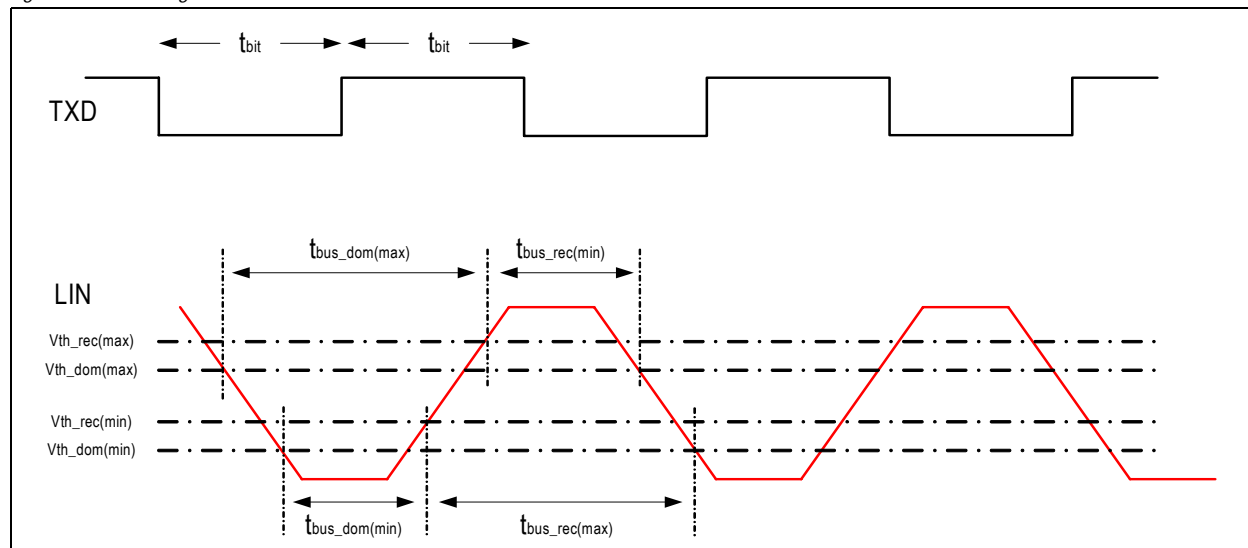 tbit tbit
TXD
tbus_dom(max) tbus_rec(min)
LIN
Vth_rec(max)
Vth_dom(max)
Vth_rec(min)
Vth_dom(min)
tbus_dom(min) tbus_rec(max)